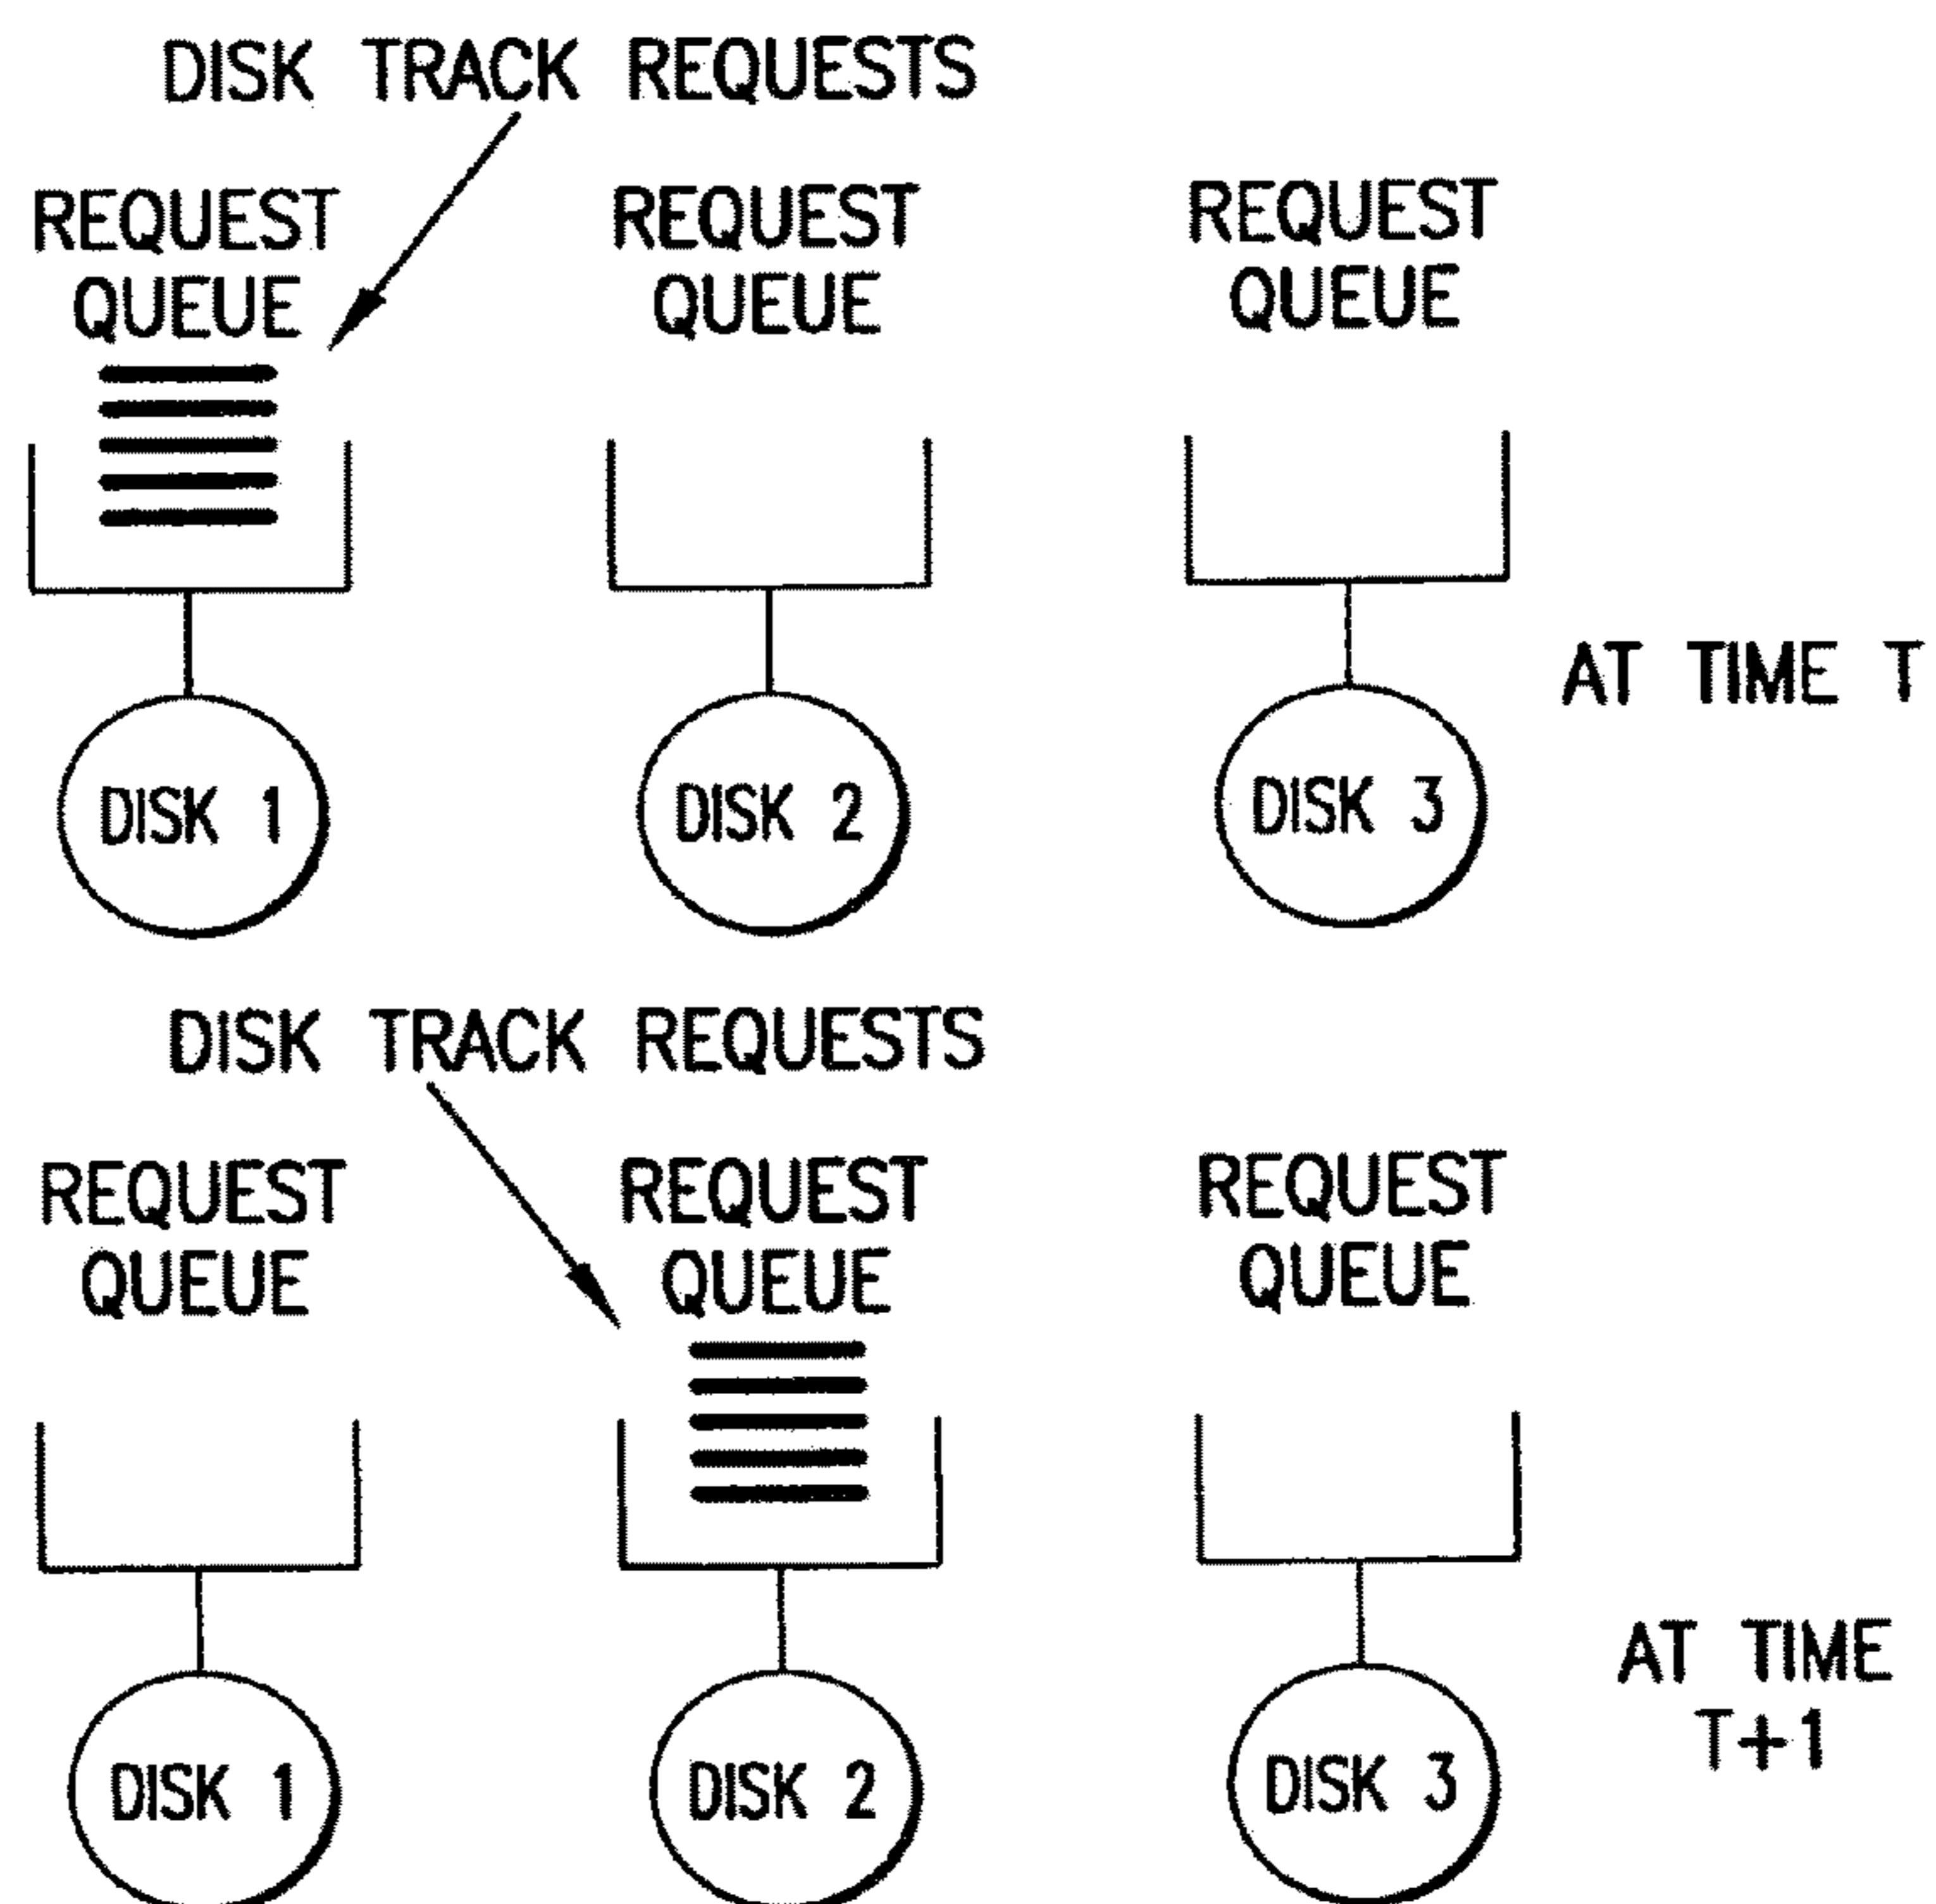 DISK TRACK REQUESTS
REQUEST QUEUE
REQUEST QUEUE
REQUEST QUEUE
DISK 1
DISK 2
DISK 3
AT TIME T
DISK TRACK REQUESTS
REQUEST QUEUE
REQUEST QUEUE
REQUEST QUEUE
DISK 1
DISK 2
DISK 3
AT TIME
T+1